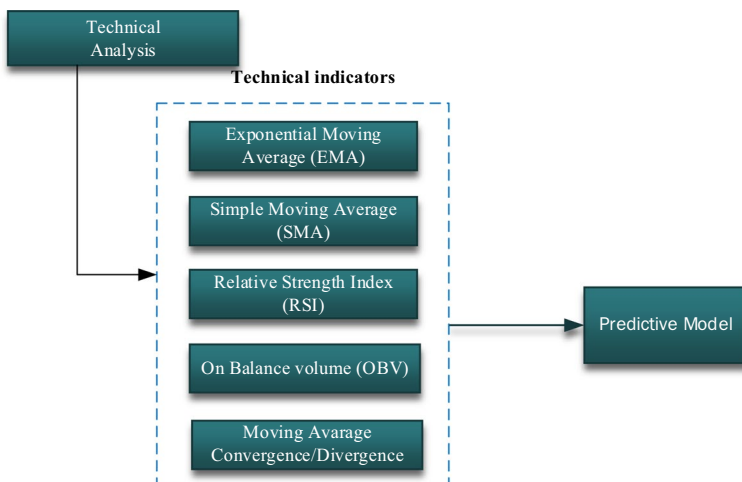 Technical
Analysis
Technical indicators
Exponential Moving
Average (EMA)
Simple Moving Average
(SMA)
Relative Strength Index
(RSI)
On Balance volume (OBV)
Moving Avarage
Convergence/Divergence
Predictive Model